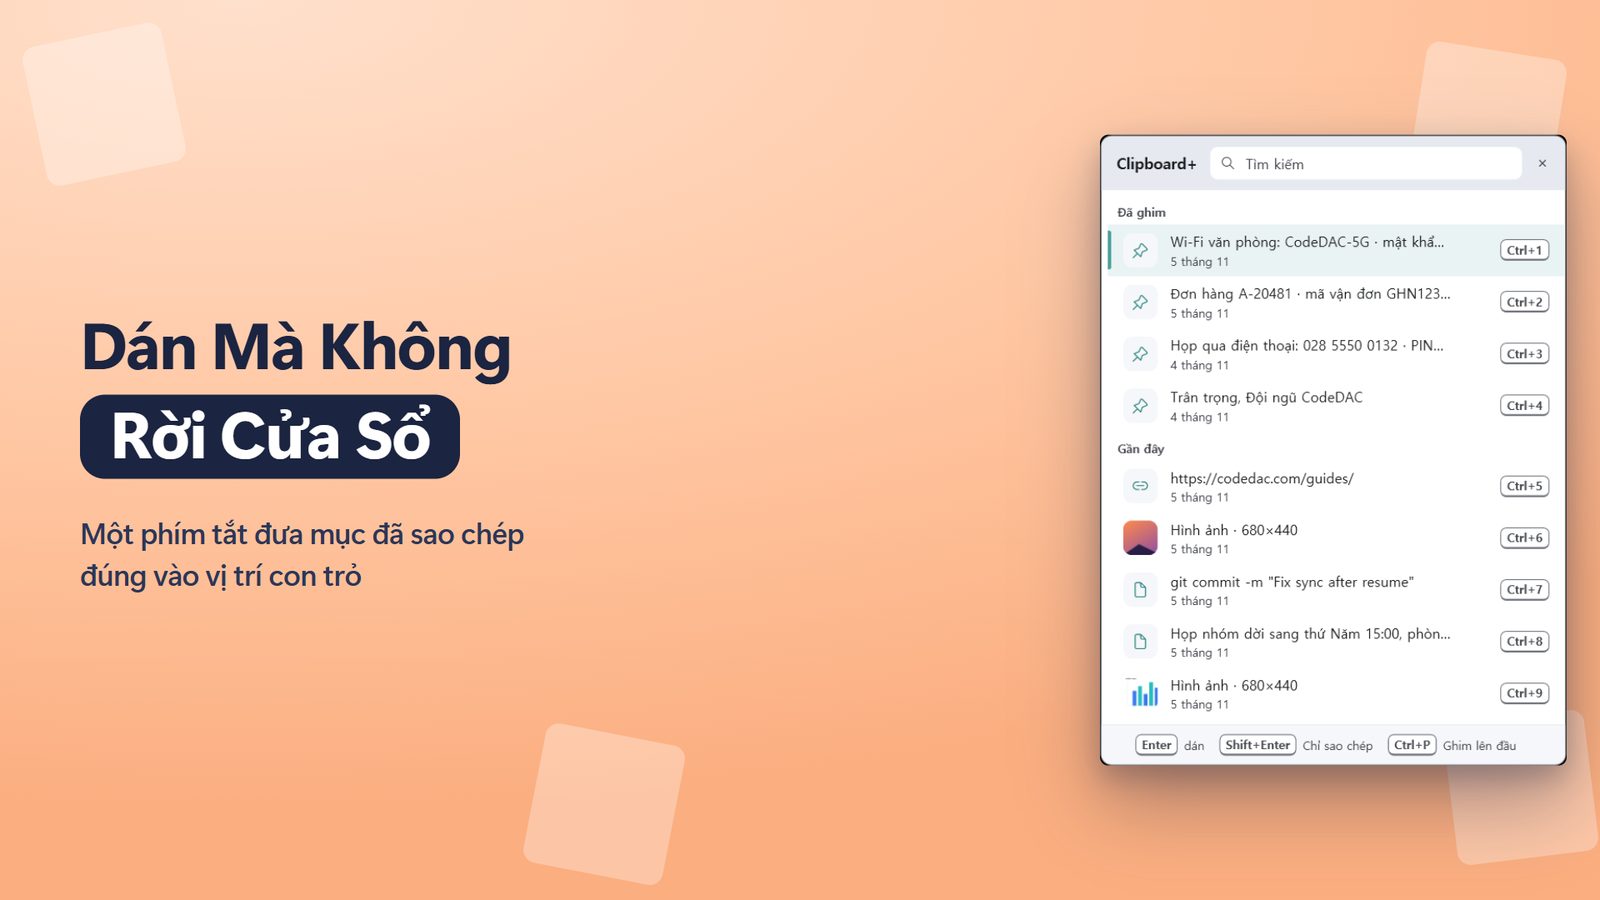 Dán Mà Không
Rời Cửa Sổ
Một phím tắt đưa mục đã sao chép
đúng vào vị trí con trỏ
Clipboard+
Tìm kiếm
×
Đã ghim
Wi-Fi văn phòng: CodeDAC-5G · mật khẩ...
5 tháng 11
Ctrl+1
Đơn hàng A-20481 · mã vận đơn GHN123...
5 tháng 11
Ctrl+2
Họp qua điện thoại: 028 5550 0132 · PIN...
4 tháng 11
Ctrl+3
Trân trọng, Đội ngũ CodeDAC
4 tháng 11
Ctrl+4
Gần đây
https://codedac.com/guides/
5 tháng 11
Ctrl+5
Hình ảnh · 680×440
5 tháng 11
Ctrl+6
git commit -m "Fix sync after resume"
5 tháng 11
Ctrl+7
Họp nhóm dời sang thứ Năm 15:00, phòn...
5 tháng 11
Ctrl+8
Hình ảnh · 680×440
5 tháng 11
Ctrl+9
Enter dán Shift+Enter Chỉ sao chép Ctrl+P Ghim lên đầu